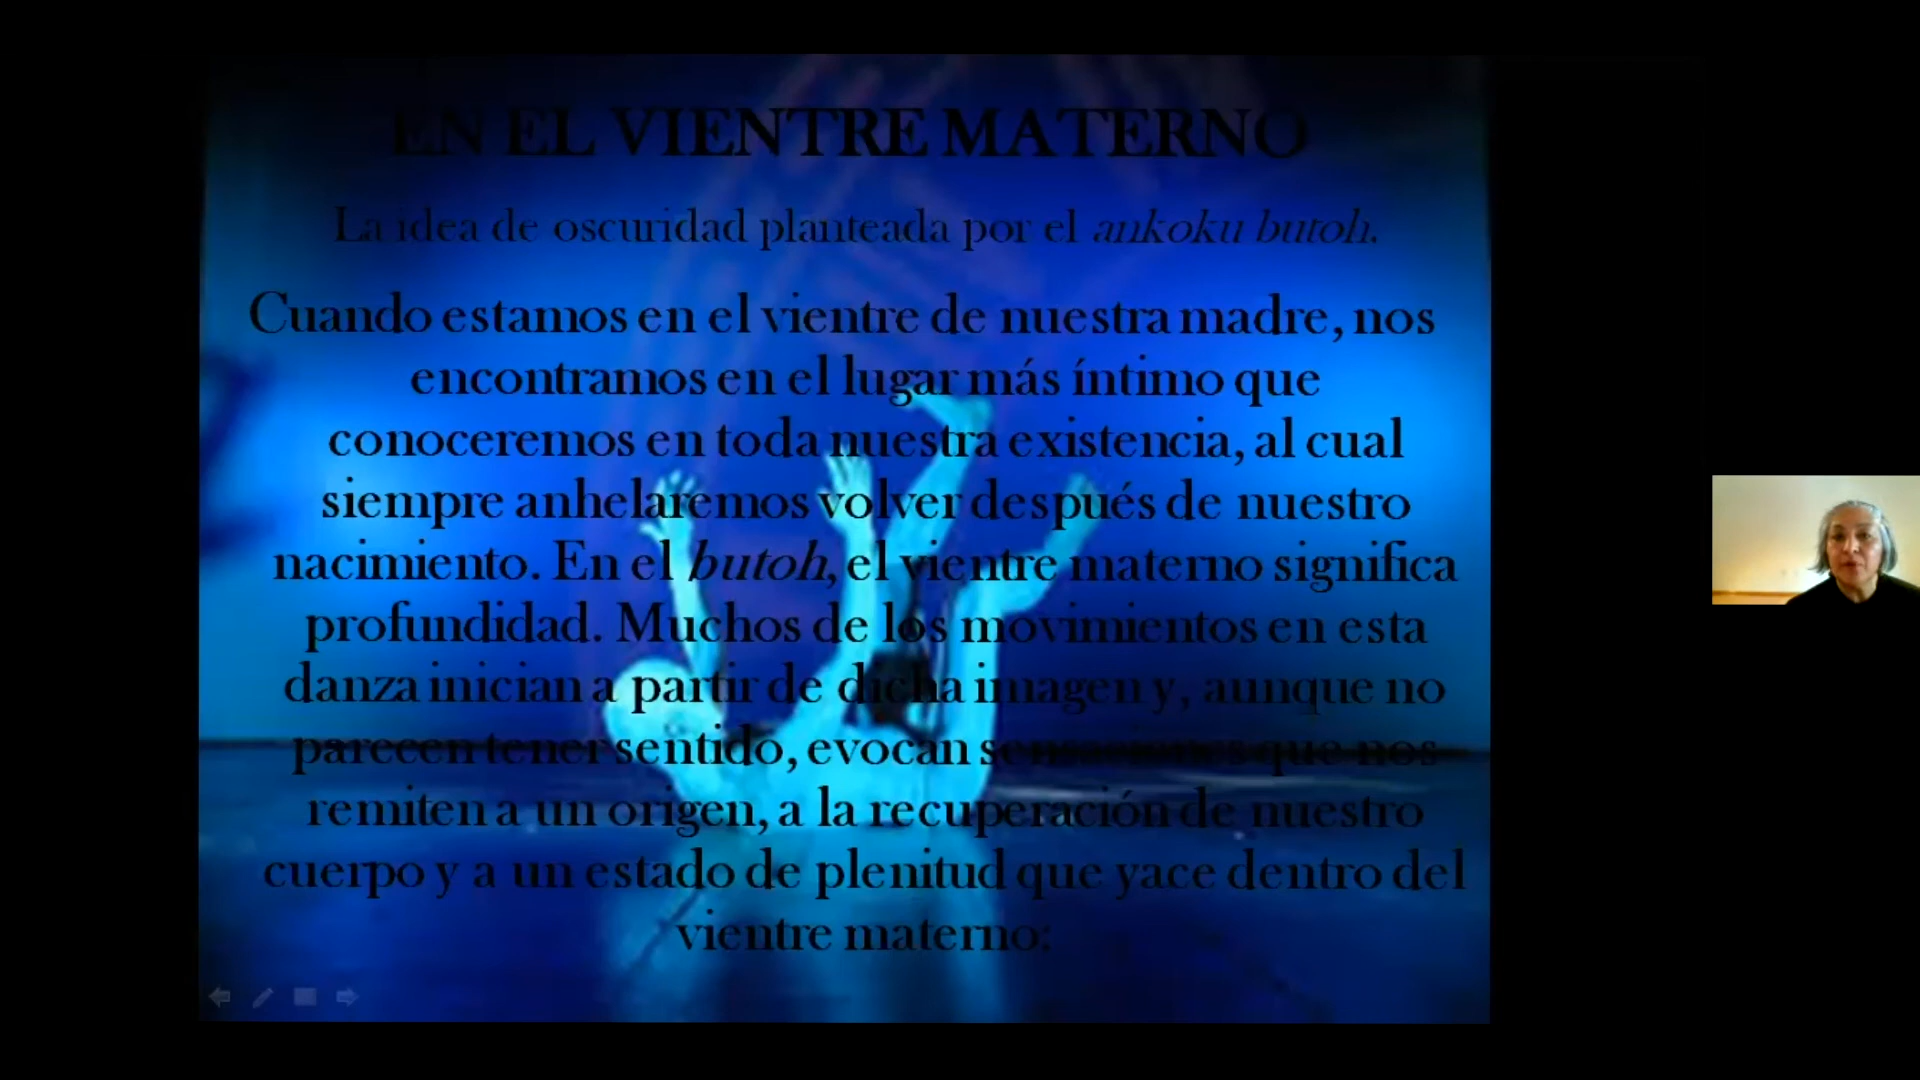 EN EL VIENTRE MATERNO
La idea de oscuridad planteada por el ankoku butoh.
Cuando estamos en el vientre de nuestra madre, nos
encontramos en el lugar más íntimo que
conoceremos en toda nuestra existencia, al cual
siempre anhelaremos volver después de nuestro
nacimiento. En el butoh, el vientre materno significa
profundidad. Muchos de los movimientos en esta
danza inician a partir de dicha imagen y, aunque no
parecen tener sentido, evocan sensaciones que nos
remiten a un origen, a la recuperación de nuestro
cuerpo y a un estado de plenitud que yace dentro del
vientre materno: